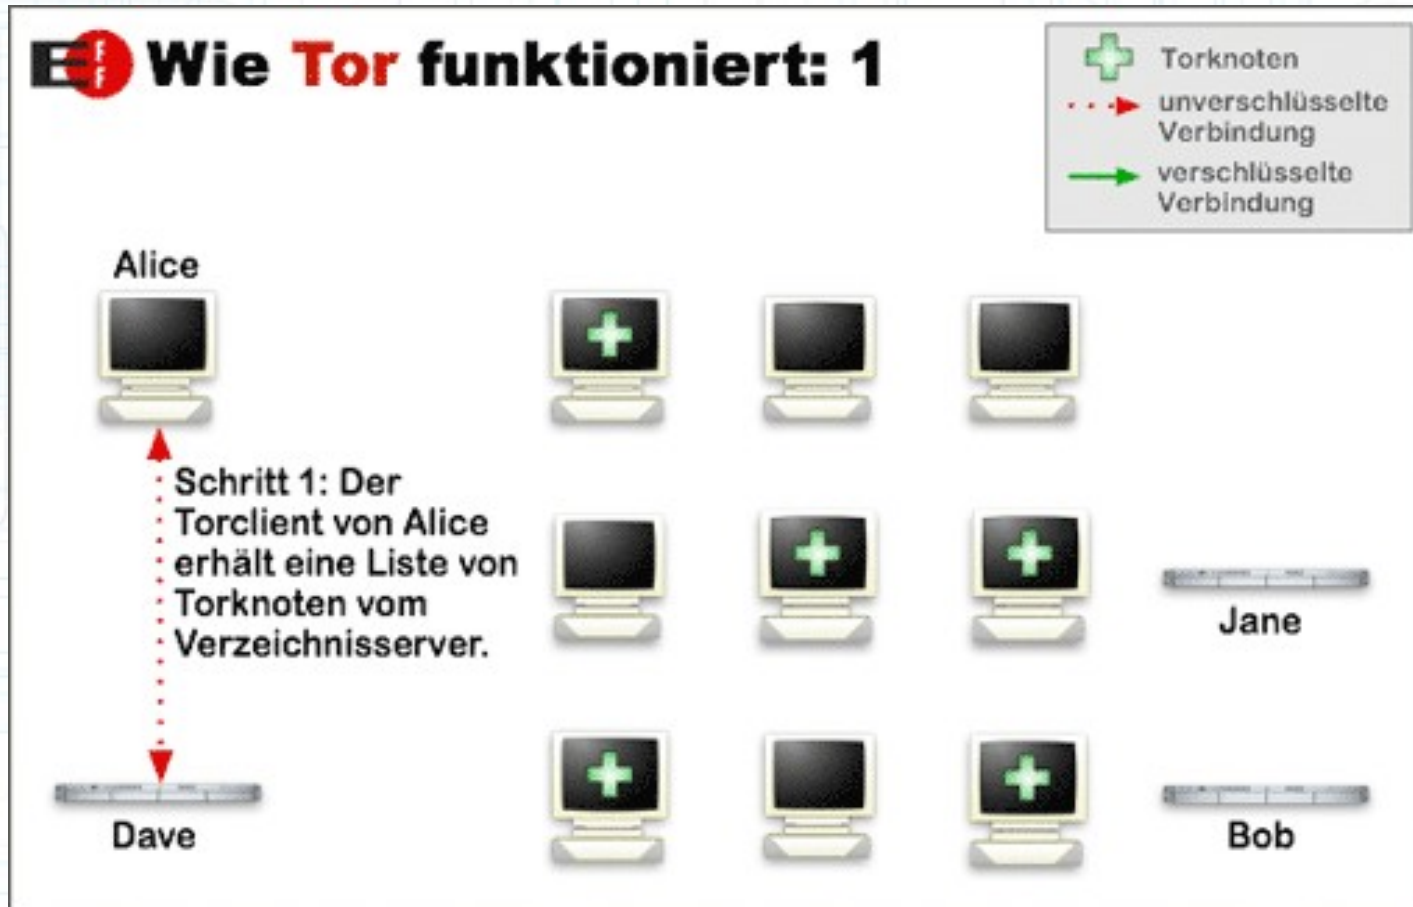 EFF Wie Tor funktioniert: 1
Torknoten
unverschlüsselte
Verbindung
verschlüsselte
Verbindung
Alice
Schritt 1: Der
Torclient von Alice
erhält eine Liste von
Torknoten vom
Verzeichnisserver.
Dave
Jane
Bob